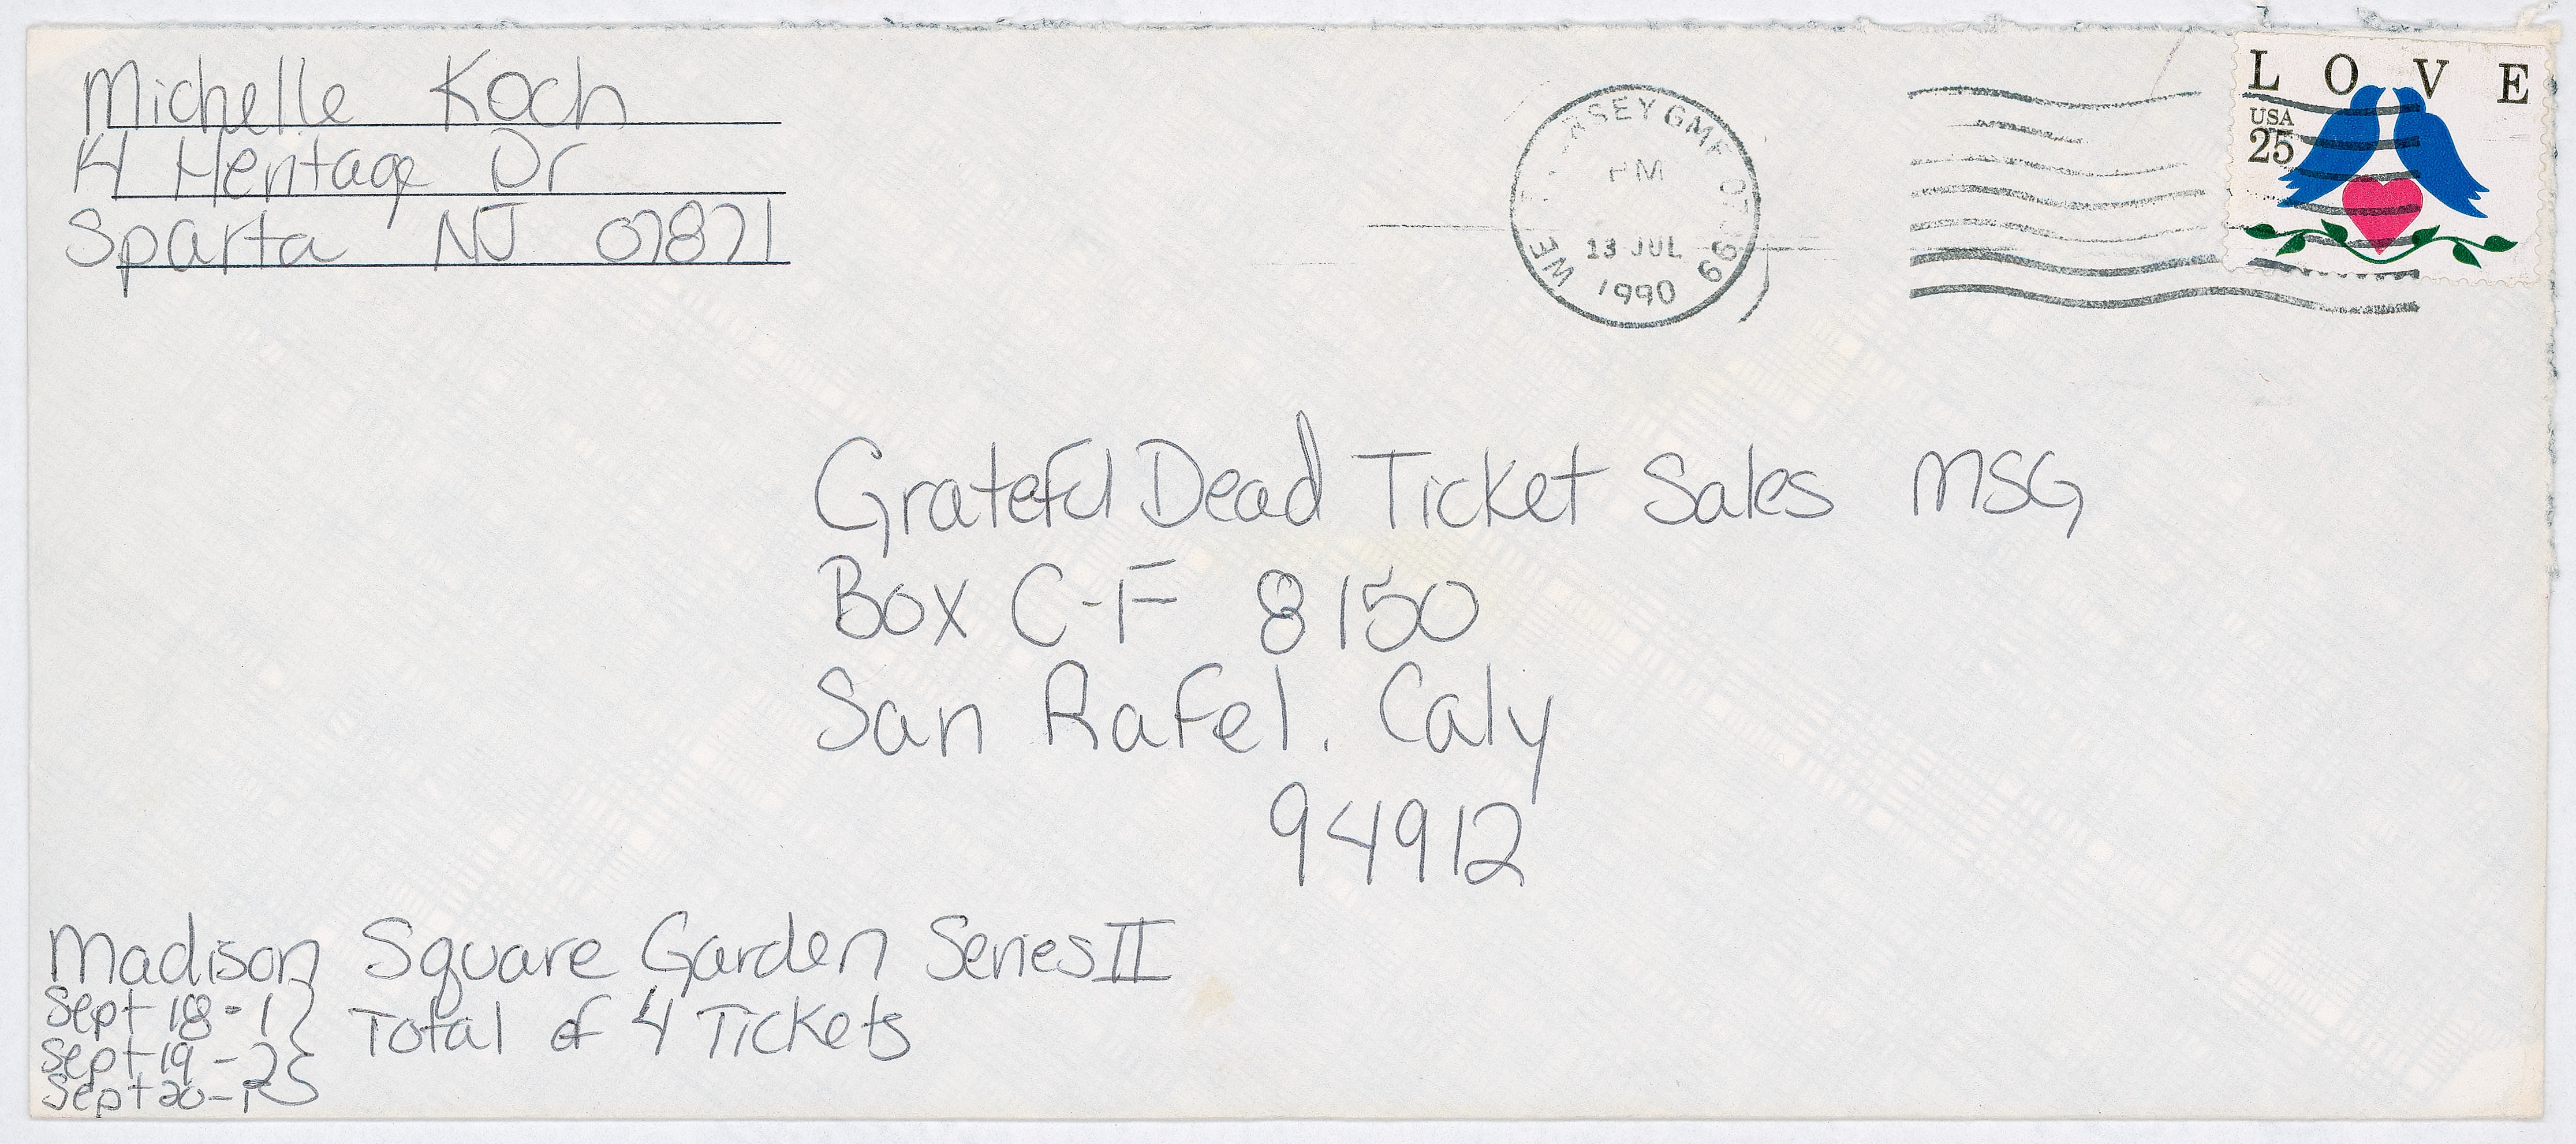 Michelle Koch
4 Heritage Dr
Sparta NJ 07871
GMF
PM
13 JUL
1990
L O V E
USA
25
Grateful Dead Ticket Sales MSG
Box C-F 8150
San Rafel. Caly
94912
Madison Square Garden Series II
Sept 18-1
Sept 19-2
Sept 20-1
Total of 4 Tickets